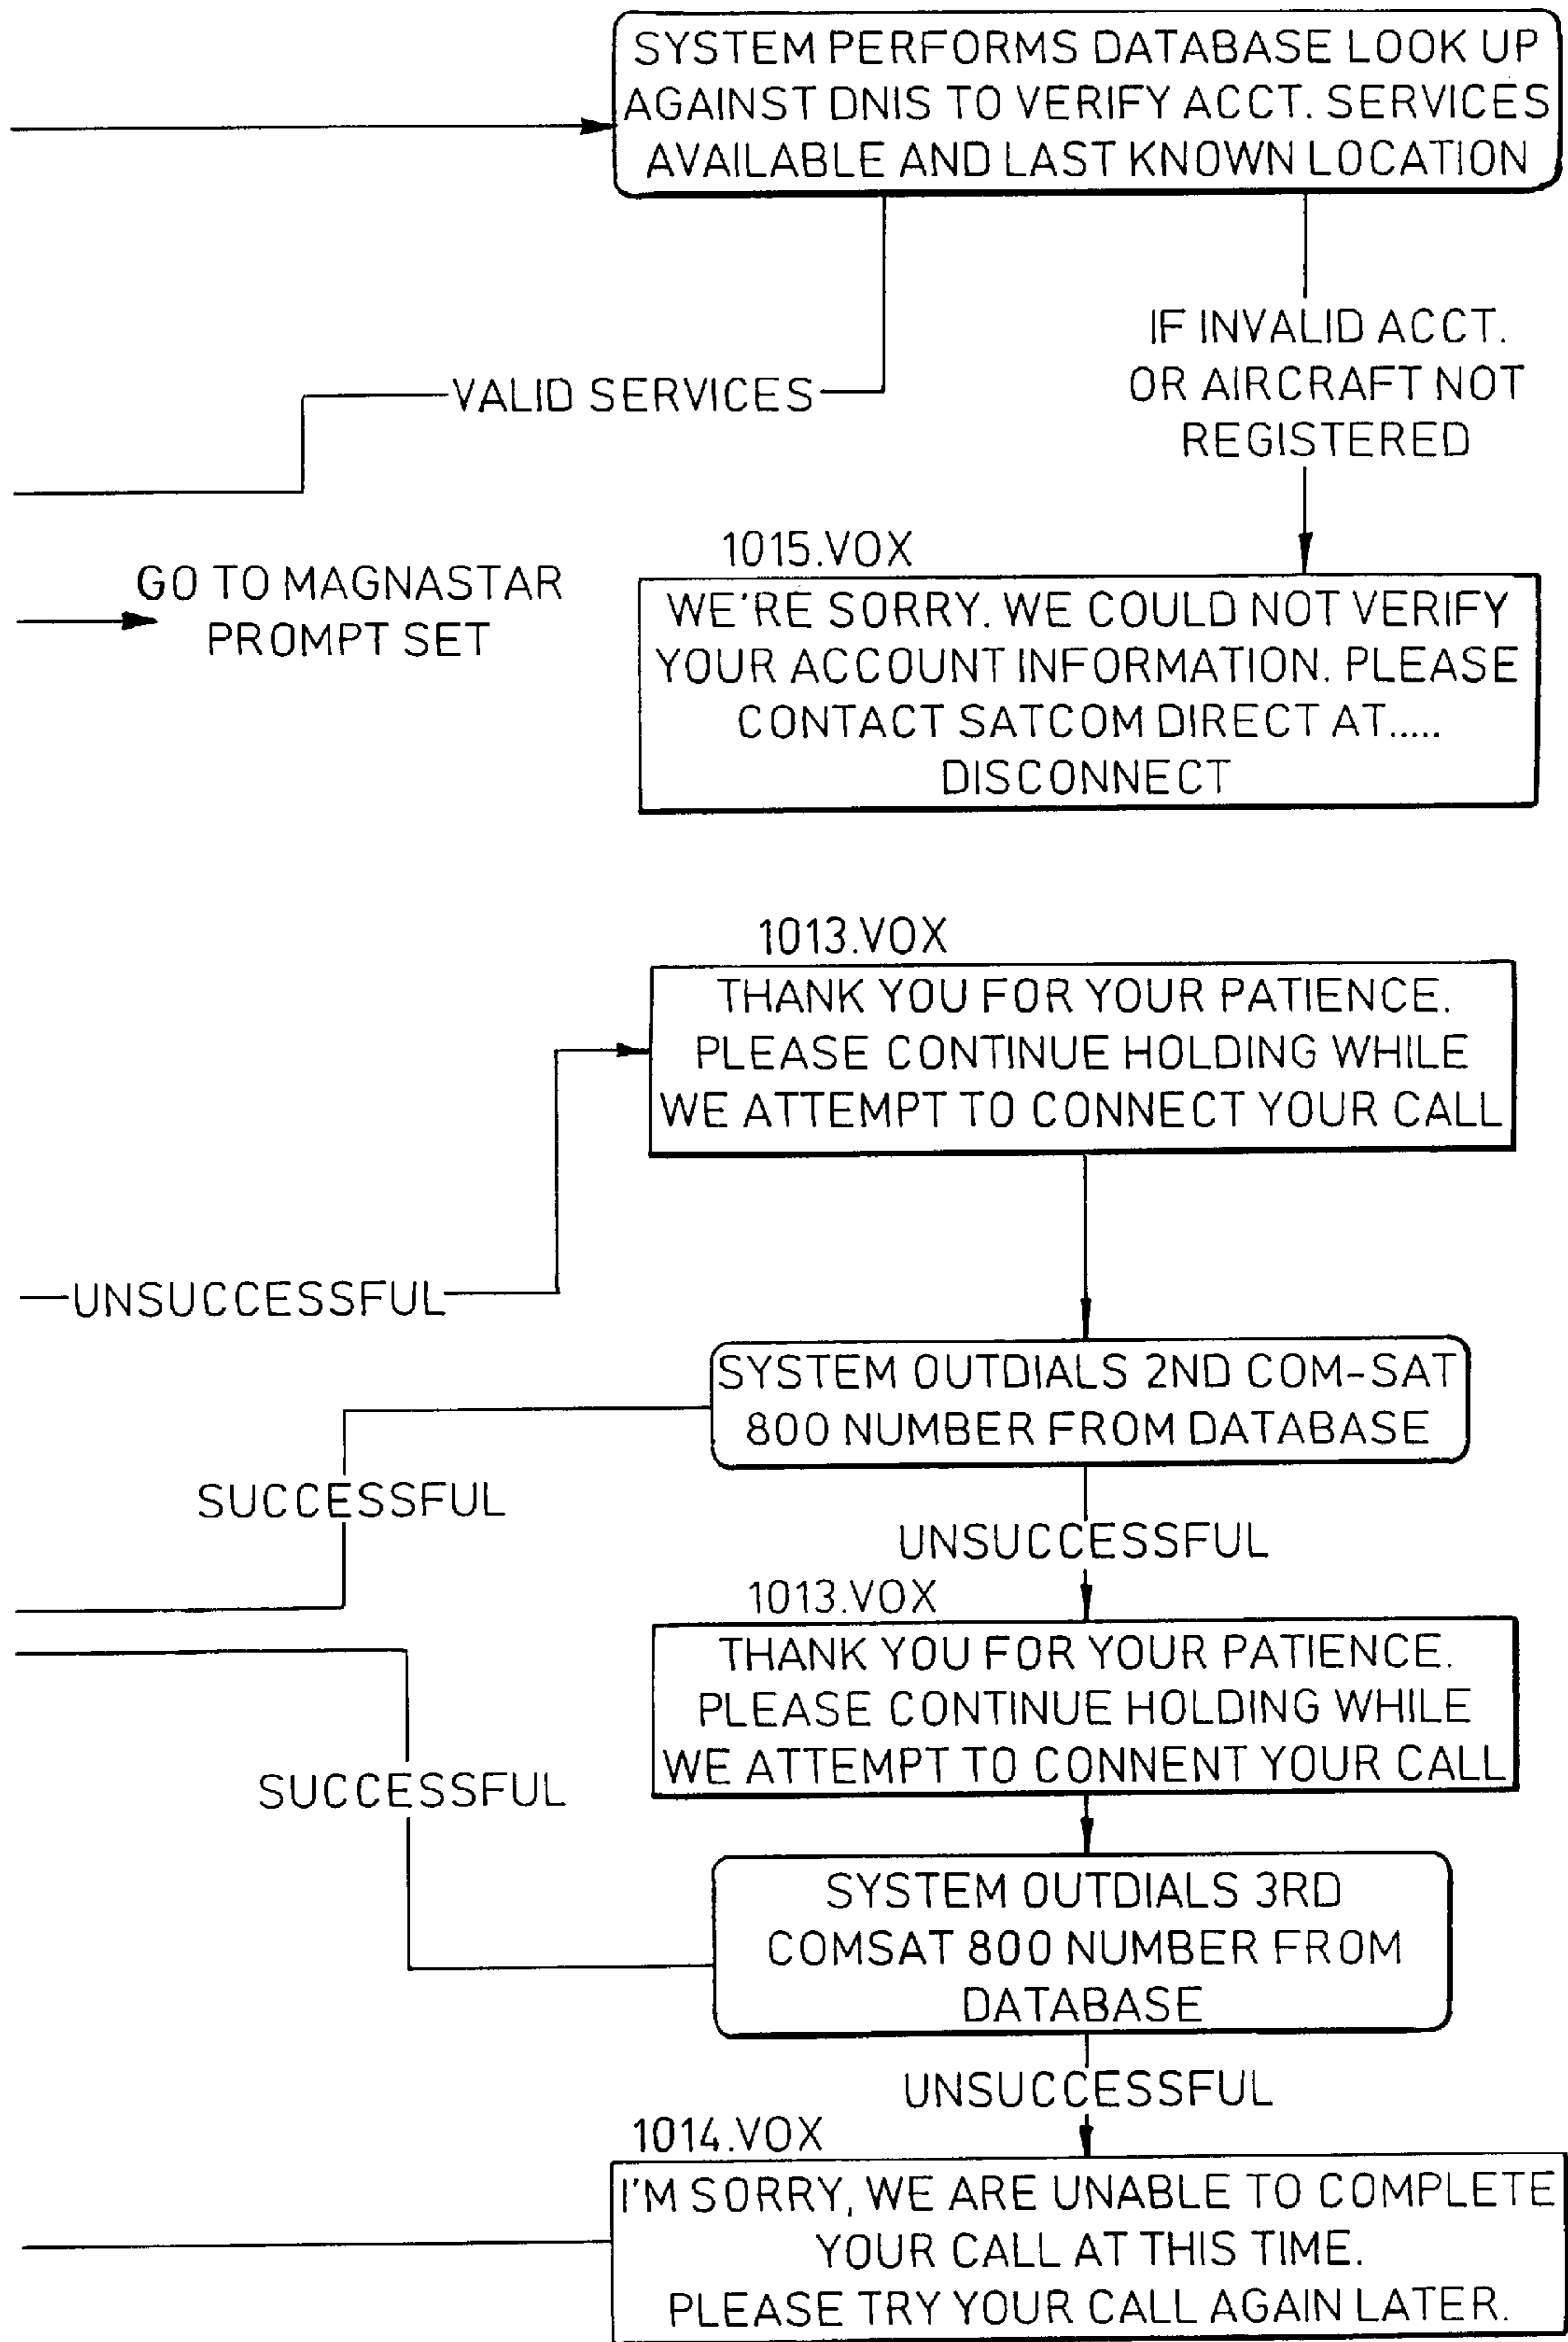 SYSTEM PERFORMS DATABASE LOOK UP
AGAINST DNIS TO VERIFY ACCT. SERVICES
AVAILABLE AND LAST KNOWN LOCATION
IF INVALID ACCT.
OR AIRCRAFT NOT
REGISTERED
VALID SERVICES
GO TO MAGNASTAR
PROMPT SET
1015.VOX
WE'RE SORRY. WE COULD NOT VERIFY
YOUR ACCOUNT INFORMATION. PLEASE
CONTACT SATCOM DIRECT AT.....
DISCONNECT
1013.VOX
THANK YOU FOR YOUR PATIENCE.
PLEASE CONTINUE HOLDING WHILE
WE ATTEMPT TO CONNECT YOUR CALL
UNSUCCESSFUL
SYSTEM OUTDIALS 2ND COM-SAT
800 NUMBER FROM DATABASE
SUCCESSFUL
UNSUCCESSFUL
1013.VOX
THANK YOU FOR YOUR PATIENCE.
PLEASE CONTINUE HOLDING WHILE
WE ATTEMPT TO CONNENT YOUR CALL
SUCCESSFUL
SYSTEM OUTDIALS 3RD
COMSAT 800 NUMBER FROM
DATABASE
UNSUCCESSFUL
1014.VOX
I'M SORRY, WE ARE UNABLE TO COMPLETE
YOUR CALL AT THIS TIME.
PLEASE TRY YOUR CALL AGAIN LATER.